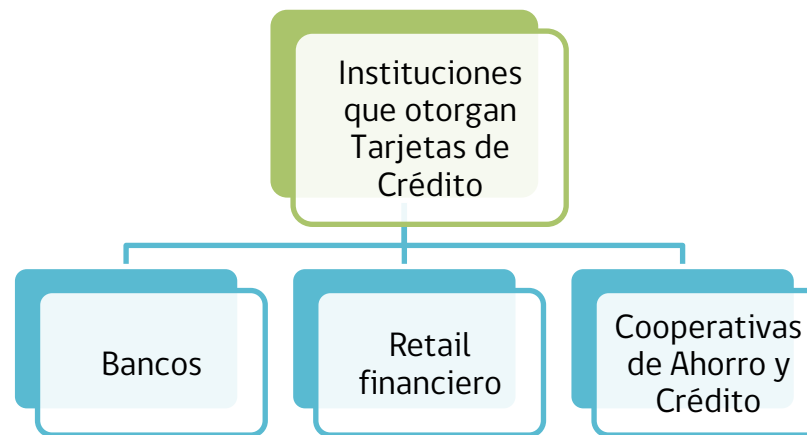 Instituciones
que otorgan
Tarjetas de
Crédito
Bancos
Retail
financiero
Cooperativas
de Ahorro y
Crédito